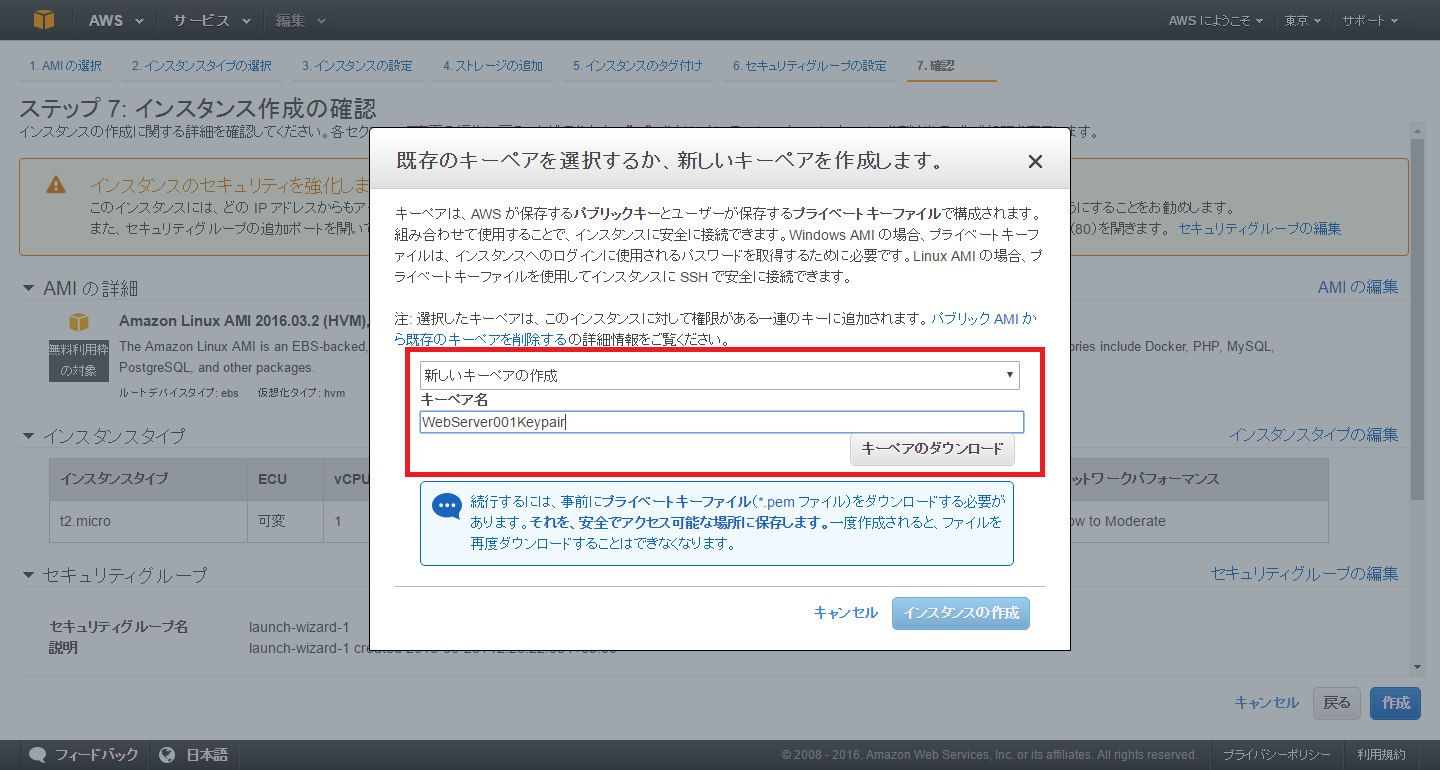 AWS サービス 編集 AWS にようこそ 東京 サポート
1. AMI の選択 2. インスタンスタイプの選択 3. インスタンスの設定 4. ストレージの追加 5. インスタンスのタグ付け 6. セキュリティグループの設定 7. 確認
ステップ 7: インスタンス作成の確認
インスタンスの作成に関する詳細を確認してください。各セク
インスタンスのセキュリティを強化しま
このインスタンスには、どの IP アドレスからもア うにすることをお勧めします。
また、セキュリティグループの追加ポートを開いて (80)を開きます。 セキュリティグループの編集
AMI の詳細 AMI の編集
Amazon Linux AMI 2016.03.2 (HVM),
無料利用枠の対象
The Amazon Linux AMI is an EBS-backed, ries include Docker, PHP, MySQL,
PostgreSQL, and other packages.
ルートデバイスタイプ: ebs 仮想化タイプ: hvm
インスタンスタイプ インスタンスタイプの編集
インスタンスタイプ ECU vCPU ットワークパフォーマンス
t2.micro 可変 1 ow to Moderate
セキュリティグループ セキュリティグループの編集
セキュリティグループ名 launch-wizard-1
説明 launch-wizard-1
既存のキーペアを選択するか、新しいキーペアを作成します。
キーペアは、AWS が保存するパブリックキーとユーザーが保存するプライベートキーファイルで構成されます。
組み合わせて使用することで、インスタンスに安全に接続できます。Windows AMI の場合、プライベートキーフ
ァイルは、インスタンスへのログインに使用されるパスワードを取得するために必要です。Linux AMI の場合、プ
ライベートキーファイルを使用してインスタンスに SSH で安全に接続できます。
注: 選択したキーペアは、このインスタンスに対して権限がある一連のキーに追加されます。 パブリック AMI か
ら既存のキーペアを削除するの詳細情報をご覧ください。
新しいキーペアの作成
キーペア名
WebServer001Keypair
キーペアのダウンロード
続行するには、事前にプライベートキーファイル(*.pem ファイル)をダウンロードする必要が
あります。それを、安全でアクセス可能な場所に保存します。一度作成されると、ファイルを
再度ダウンロードすることはできなくなります。
キャンセル インスタンスの作成
キャンセル 戻る 作成
フィードバック 日本語 © 2008 - 2016, Amazon Web Services, Inc. or its affiliates. All rights reserved. プライバシーポリシー 利用規約